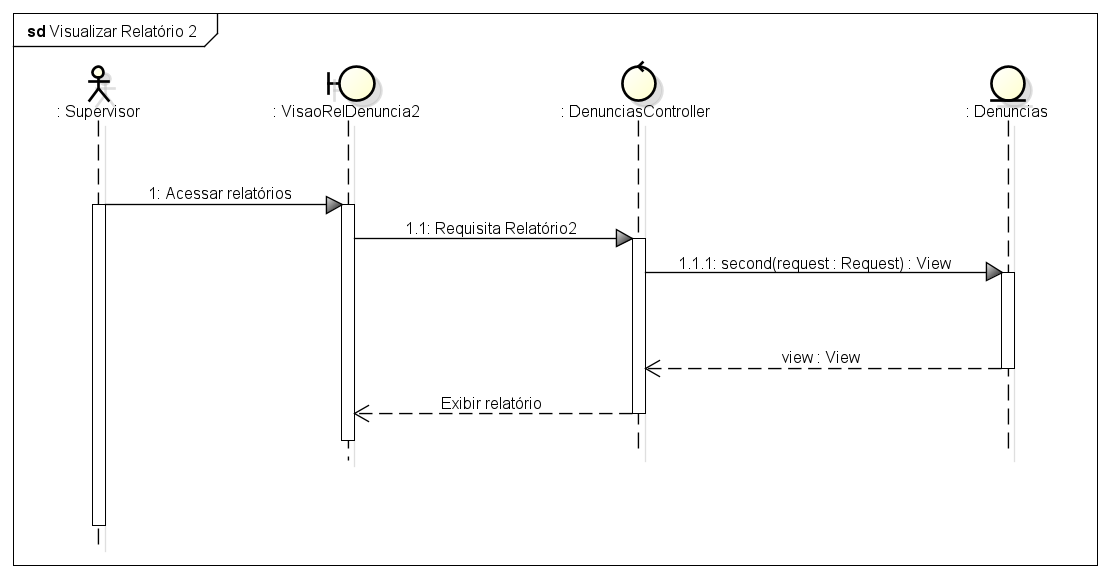 sd Visualizar Relatório 2
: Supervisor
: VisaoRelDenuncia2
: DenunciasController
: Denuncias
1: Acessar relatórios
1.1: Requisita Relatório2
1.1.1: second(request : Request) : View
view : View
Exibir relatório